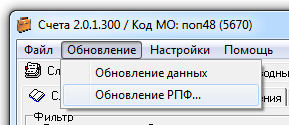 Счета 2.0.1.300 / Код МО: поп48 (5670)
Файл Обновление Настройки Помощь
Обновление данных
Обновление РПФ...
Фильтр